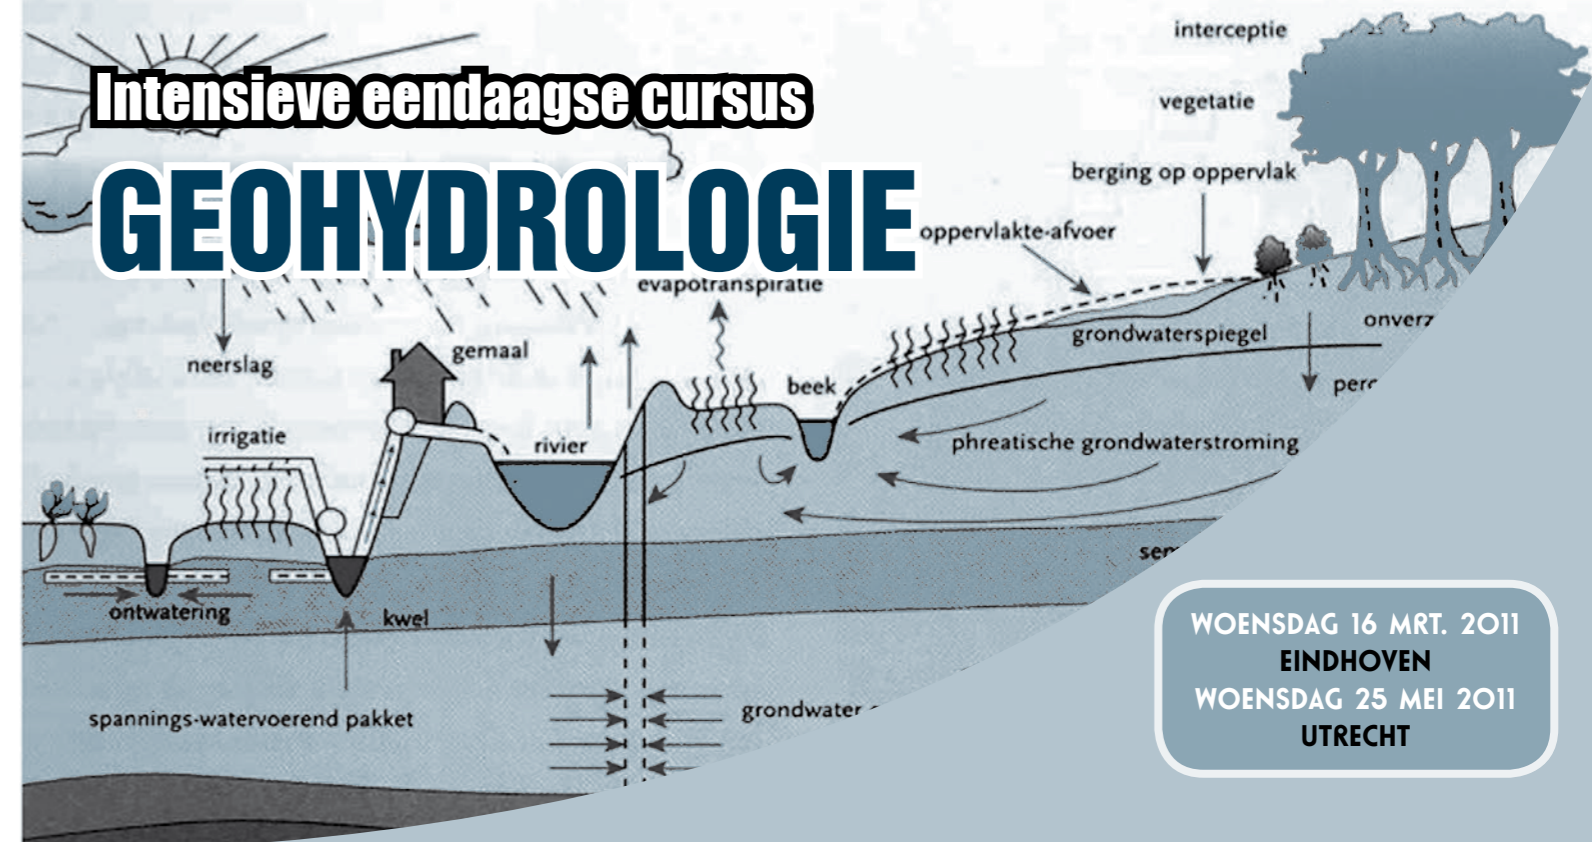 interceptie
vegetatie
Intensieve eendaagse cursus
GEOHYDROLOGIE
berging op oppervlak
oppervlakte-afvoer
evapotranspiratie
grondwaterspiegel
neerslag
gemaal
beek
irrigatie
rivier
phreatische grondwaterstroming
ontwatering
kwel
spannings-watervoerend pakket
grondwater
WOENSDAG 16 MRT. 2011
EINDHOVEN
WOENSDAG 25 MEI 2011
UTRECHT